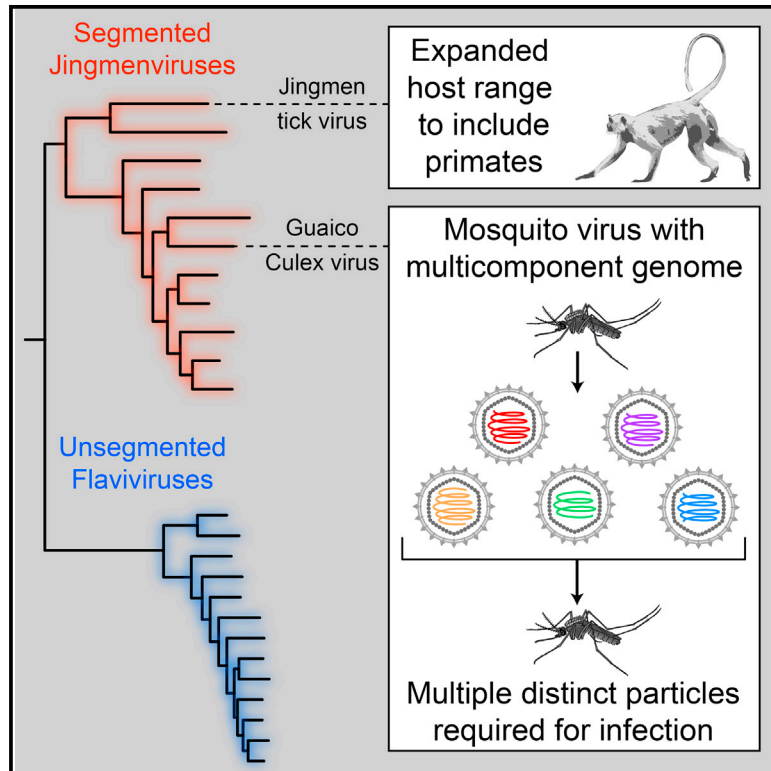 Segmented
Jingmenviruses
Jingmen
tick virus
Expanded
host range
to include
primates
Guaico
Culex virus
Mosquito virus with
multicomponent genome
Unsegmented
Flaviviruses
Multiple distinct particles
required for infection